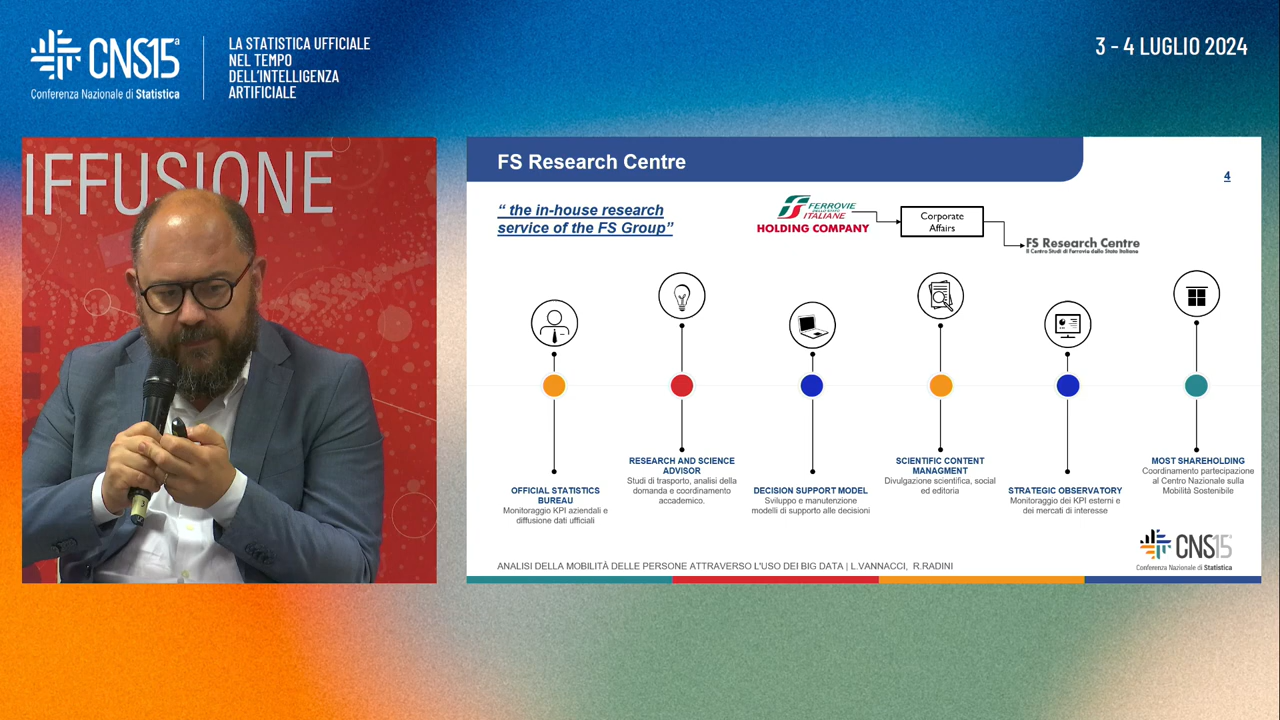 CNS15ª
Conferenza Nazionale di Statistica
LA STATISTICA UFFICIALE
NEL TEMPO
DELL'INTELLIGENZA
ARTIFICIALE
3 - 4 LUGLIO 2024
IFFUSIONE
FS Research Centre
4
“ the in-house research
service of the FS Group”
FERROVIE
DELLO STATO
ITALIANE
HOLDING COMPANY
Corporate
Affairs
FS Research Centre
Il Centro Studi di Ferrovie dello Stato Italiane
OFFICIAL STATISTICS
BUREAU
Monitoraggio KPI aziendali e
diffusione dati ufficiali
RESEARCH AND SCIENCE
ADVISOR
Studi di trasporto, analisi della
domanda e coordinamento
accademico.
DECISION SUPPORT MODEL
Sviluppo e manutenzione
modelli di supporto alle decisioni
SCIENTIFIC CONTENT
MANAGMENT
Divulgazione scientifica, social
ed editoria
STRATEGIC OBSERVATORY
Monitoraggio dei KPI esterni e
dei mercati di interesse
MOST SHAREHOLDING
Coordinamento partecipazione
al Centro Nazionale sulla
Mobilità Sostenibile
ANALISI DELLA MOBILITÀ DELLE PERSONE ATTRAVERSO L'USO DEI BIG DATA | L.VANNACCI, R.RADINI
CNS15
Conferenza Nazionale di Statistica